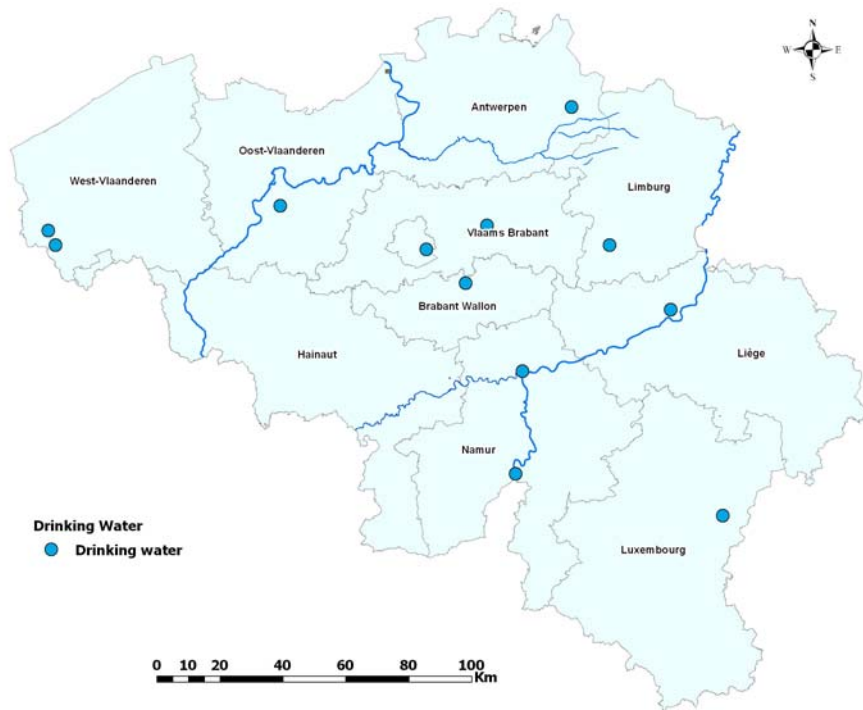 N
W E
S
Antwerpen
Oost-Vlaanderen
West-Vlaanderen
Limburg
Vlaams Brabant
Brabant Wallon
Hainaut
Liége
Namur
Luxembourg
Drinking Water
Drinking water
0 10 20 40 60 80 100
Km